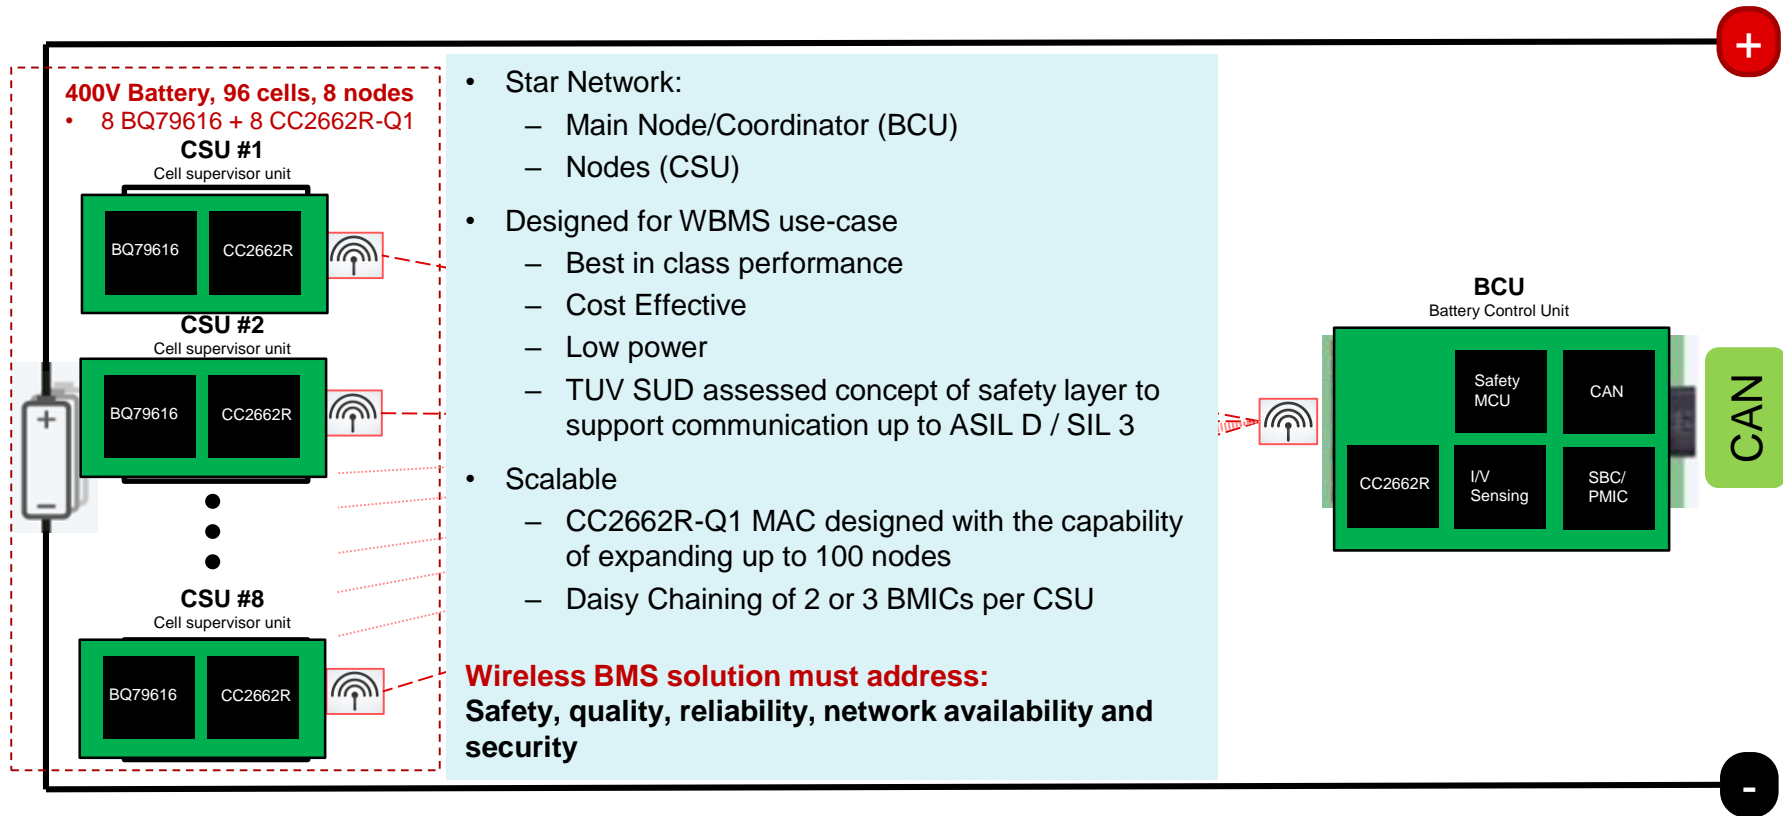 +
400V Battery, 96 cells, 8 nodes
• 8 BQ79616 + 8 CC2662R-Q1
CSU #1
Cell supervisor unit
BQ79616
CC2662R
CSU #2
Cell supervisor unit
BQ79616
CC2662R
+
–
CSU #8
Cell supervisor unit
BQ79616
CC2662R
• Star Network:
– Main Node/Coordinator (BCU)
– Nodes (CSU)
• Designed for WBMS use-case
– Best in class performance
– Cost Effective
– Low power
– TUV SUD assessed concept of safety layer to
support communication up to ASIL D / SIL 3
• Scalable
– CC2662R-Q1 MAC designed with the capability
of expanding up to 100 nodes
– Daisy Chaining of 2 or 3 BMICs per CSU
Wireless BMS solution must address:
Safety, quality, reliability, network availability and
security
BCU
Battery Control Unit
Safety
MCU
CAN
CC2662R
I/V
Sensing
SBC/
PMIC
CAN
-